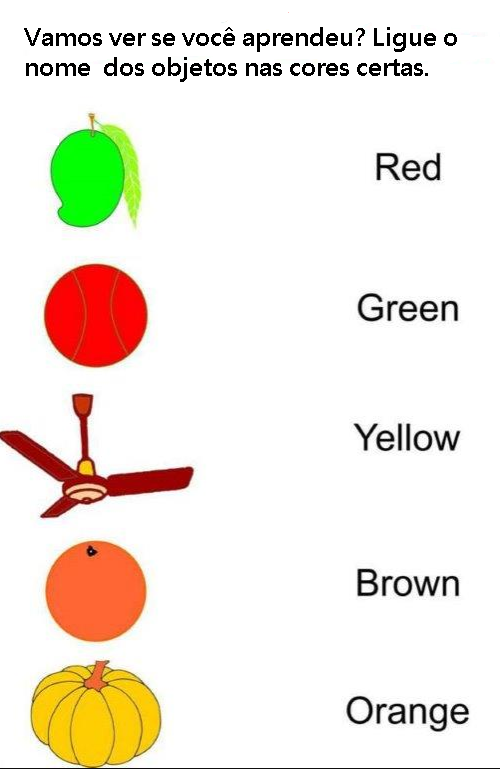 Vamos ver se você aprendeu? Ligue o
nome dos objetos nas cores certas.
Red
Green
Yellow
Brown
Orange